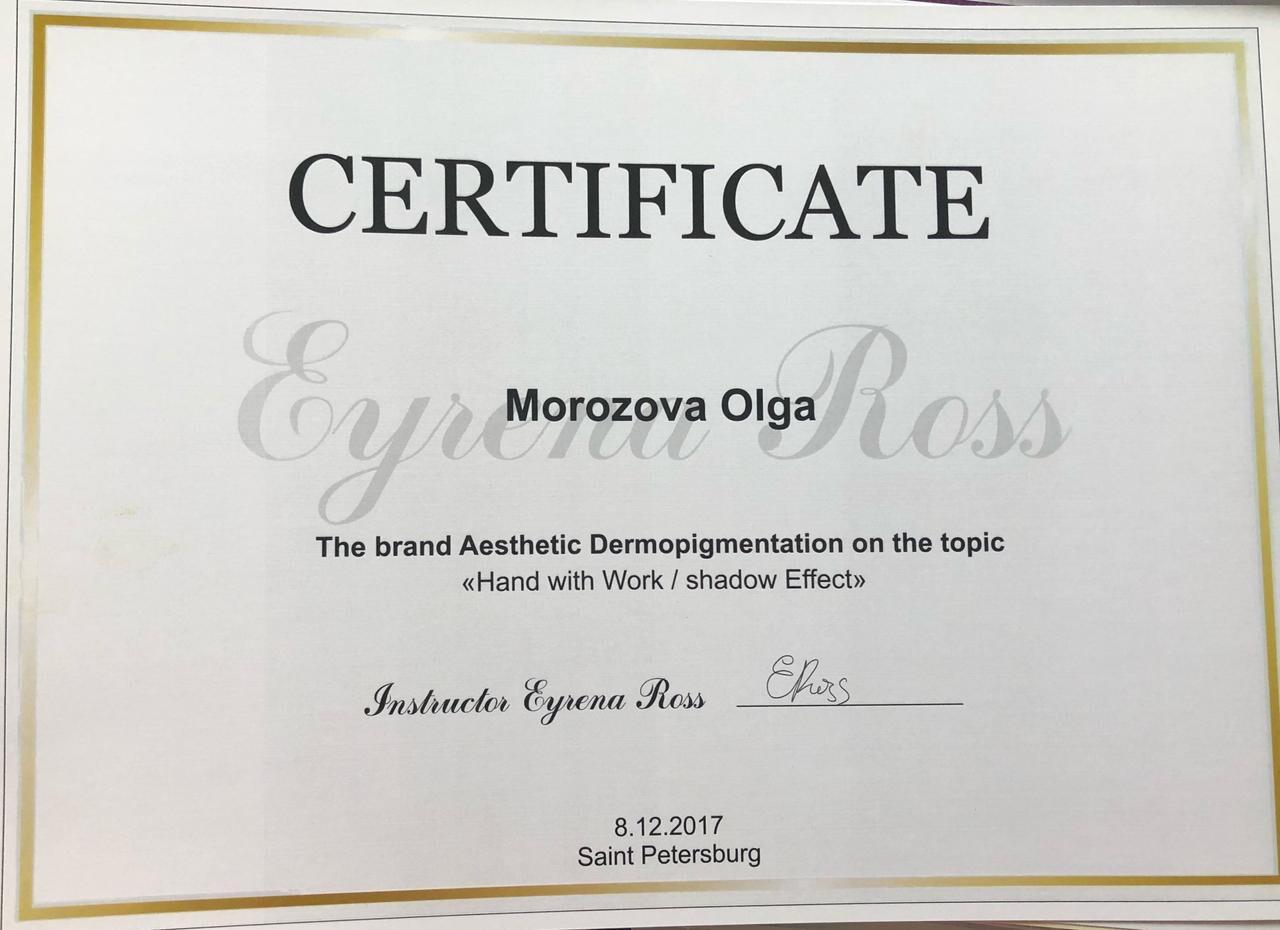 CERTIFICATE
Eyrena Ross
Morozova Olga
The brand Aesthetic Dermopigmentation on the topic
«Hand with Work / shadow Effect»
Instructor Eyrena Ross
ERoss
8.12.2017
Saint Petersburg